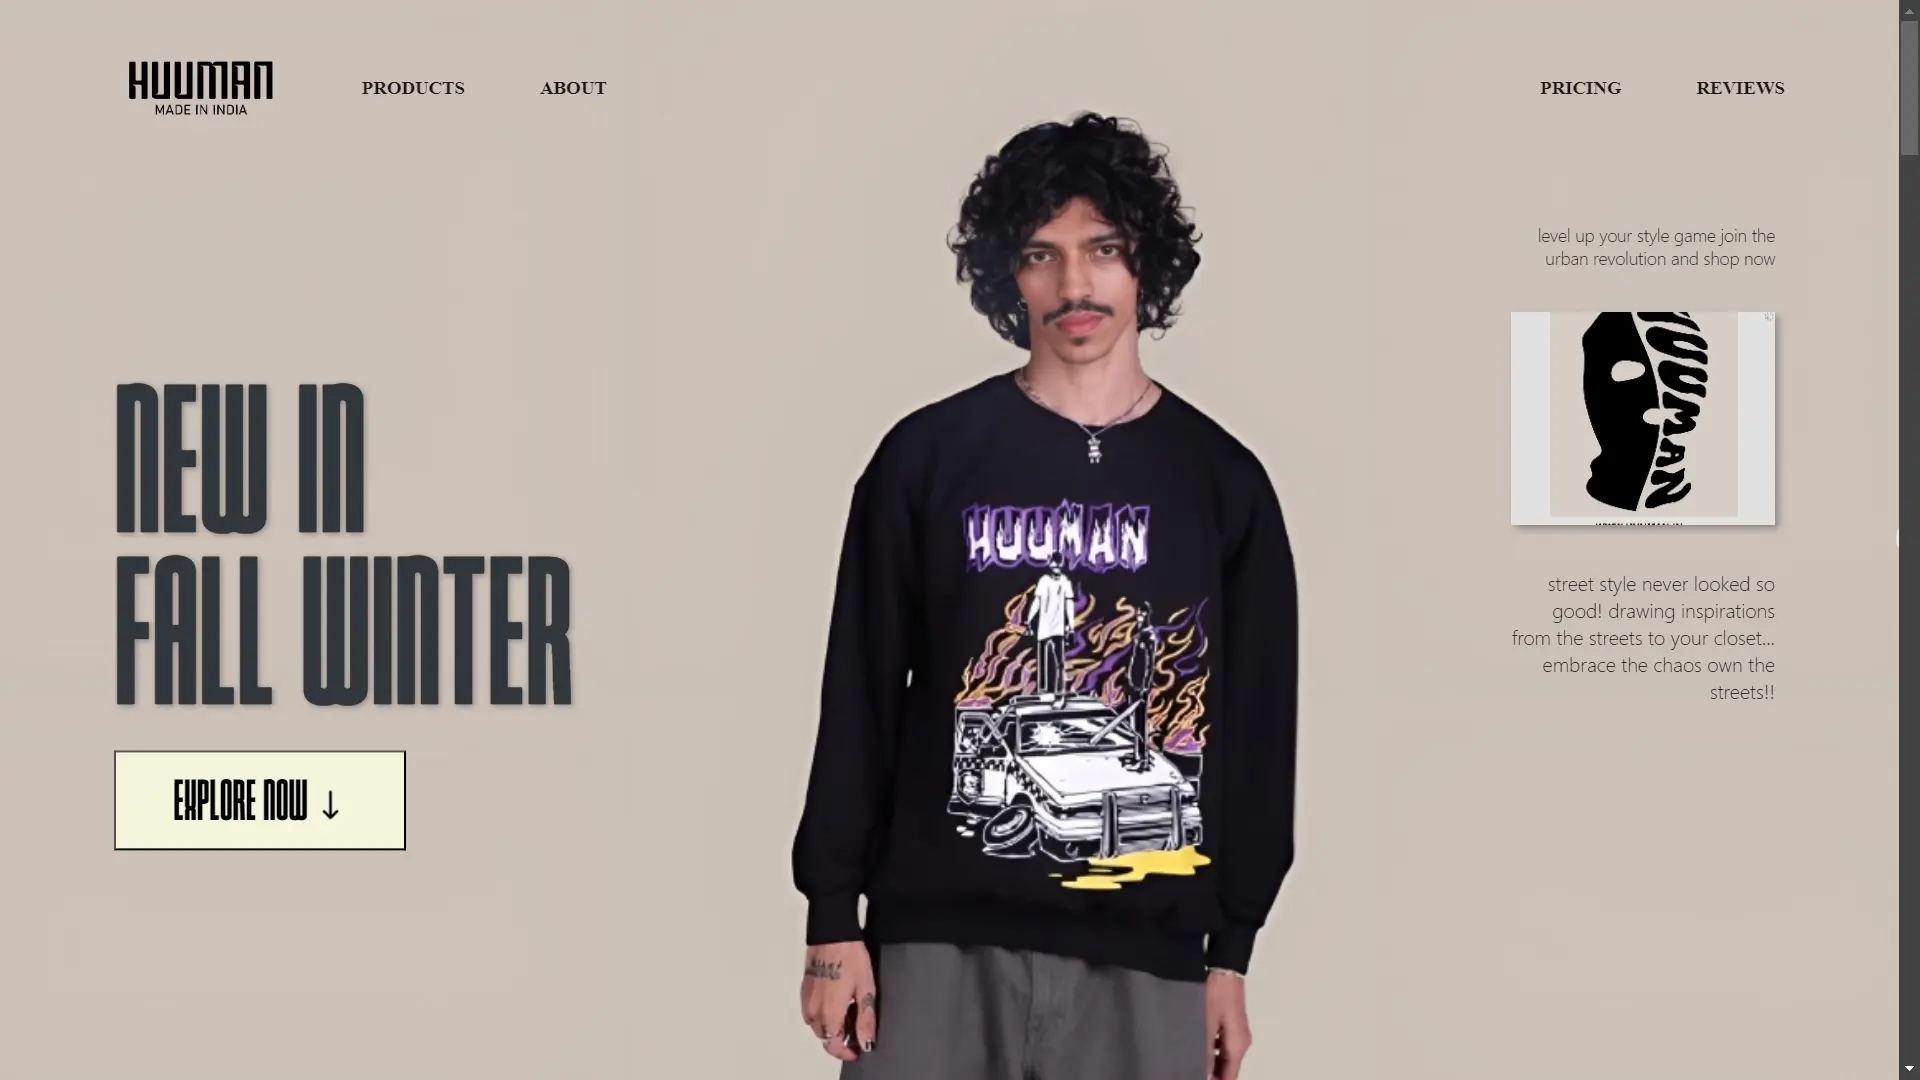 HUUMAN
MADE IN INDIA
PRODUCTS
ABOUT
PRICING
REVIEWS
level up your style game join the
urban revolution and shop now
HUUMAN
NEW IN
FALL WINTER
EXPLORE NOW ↓
HUUMAN
street style never looked so
good! drawing inspirations
from the streets to your closet...
embrace the chaos own the
streets!!